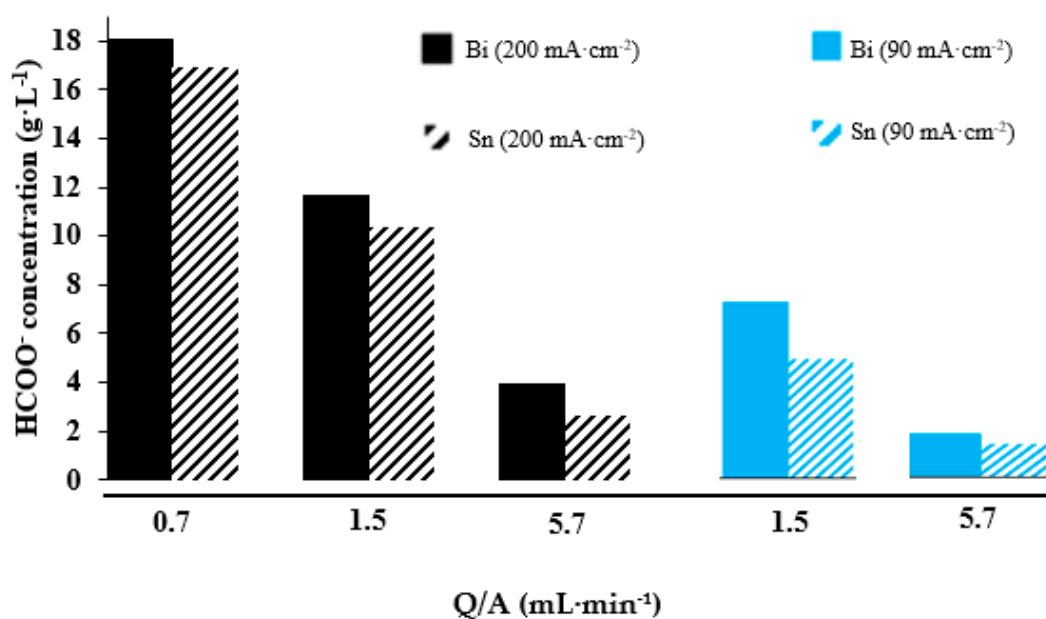 HCOO⁻ concentration (g·L⁻¹)
18
16
14
12
10
8
6
4
2
0
Bi (200 mA·cm⁻²)
Bi (90 mA·cm⁻²)
Sn (200 mA·cm⁻²)
Sn (90 mA·cm⁻²)
0.7 1.5 5.7 1.5 5.7
Q/A (mL·min⁻¹)